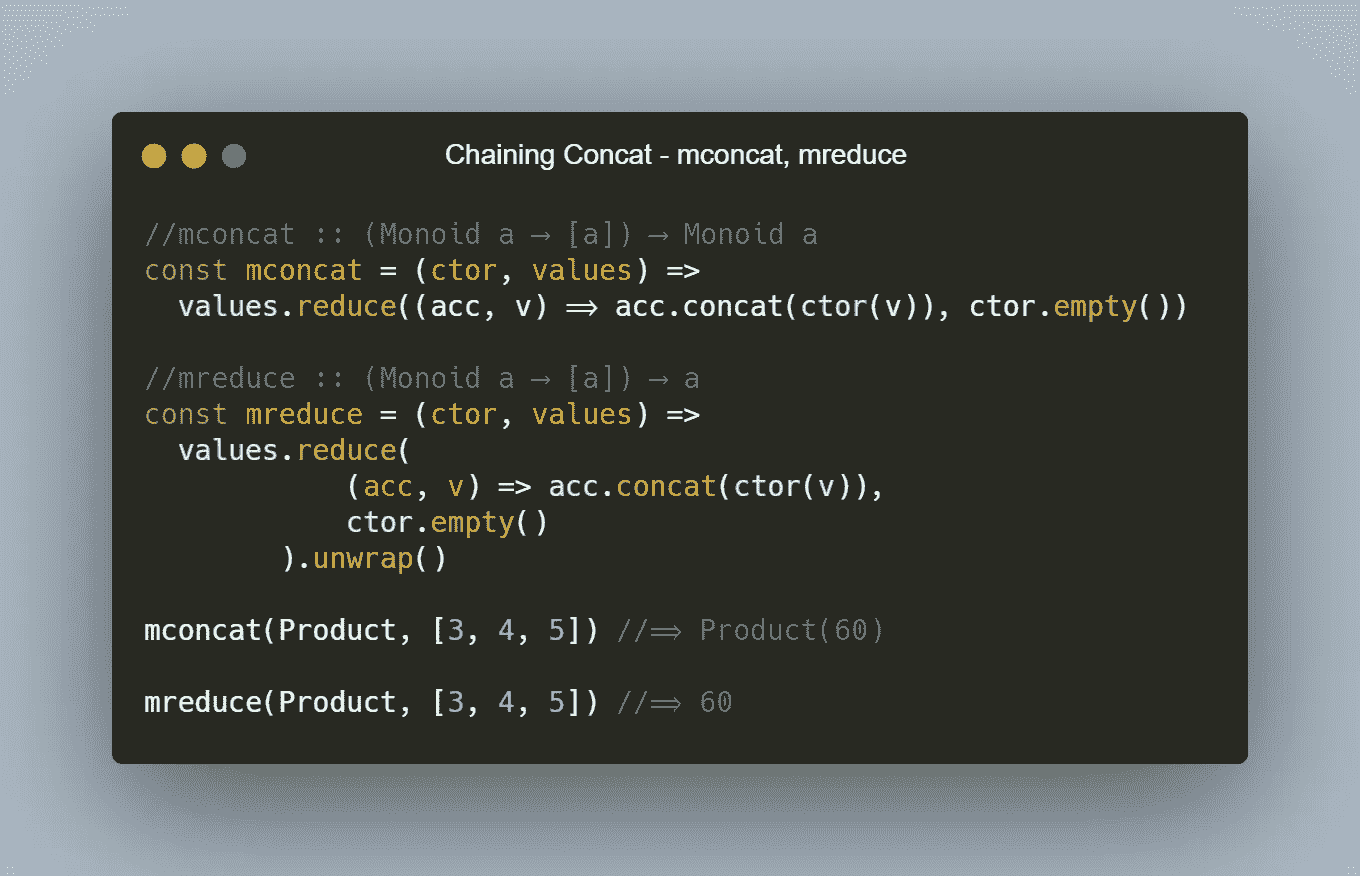 Chaining Concat - mconcat, mreduce
//mconcat :: (Monoid a → [a]) → Monoid a
const mconcat = (ctor, values) =>
  values.reduce((acc, v) ⇒ acc.concat(ctor(v)), ctor.empty())
//mreduce :: (Monoid a → [a]) → a
const mreduce = (ctor, values) =>
  values.reduce(
            (acc, v) => acc.concat(ctor(v)),
            ctor.empty()
        ).unwrap()
mconcat(Product, [3, 4, 5]) //⇒ Product(60)
mreduce(Product, [3, 4, 5]) //⇒ 60